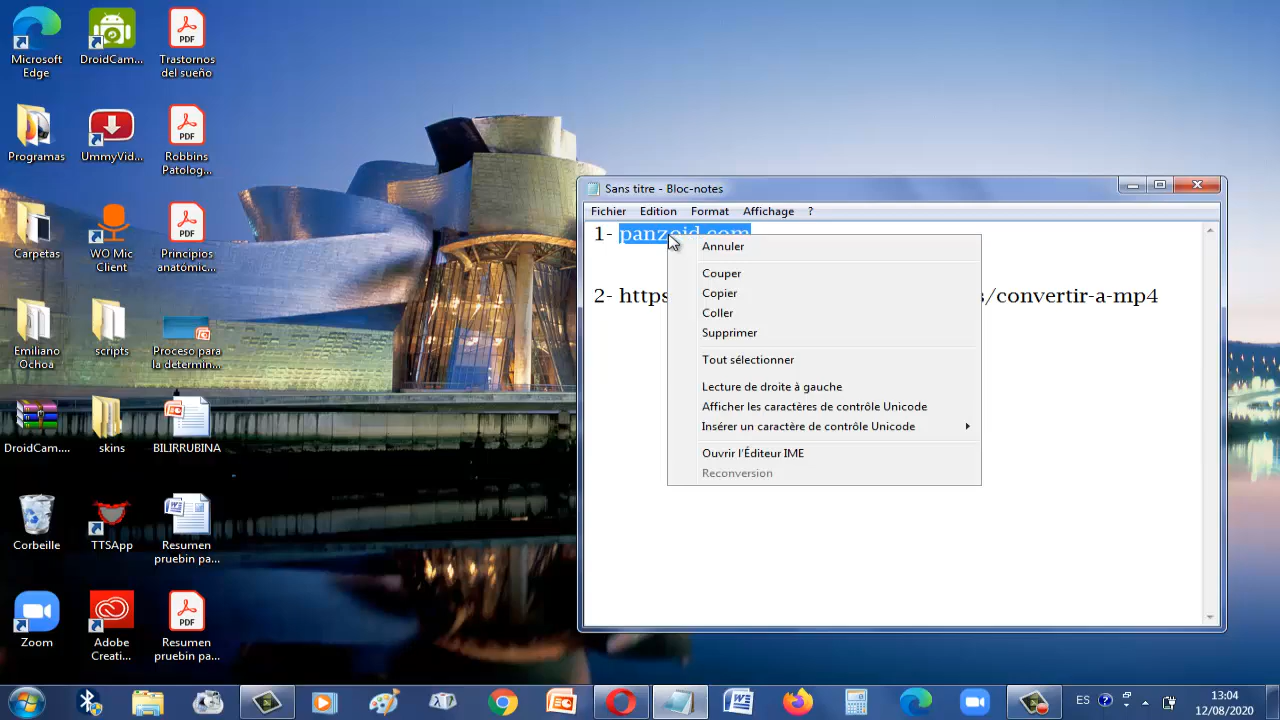 Microsoft Edge
DroidCam...
Trastornos del sueño
Programas
UmmyVid...
Robbins Patolog...
Carpetas
WO Mic Client
Principios anatómic...
Emiliano Ochoa
scripts
Proceso para la determin...
DroidCam....
skins
BILIRRUBINA
Corbeille
TTSApp
Resumen pruebin pa...
Zoom
Adobe Creati...
Resumen pruebin pa...
PDF
PDF
PDF
PDF
Sans titre - Bloc-notes
Fichier Edition Format Affichage ?
1- panzoid.com
2- https
s/convertir-a-mp4
Annuler
Couper
Copier
Coller
Supprimer
Tout sélectionner
Lecture de droite à gauche
Afficher les caractères de contrôle Unicode
Insérer un caractère de contrôle Unicode
Ouvrir l'Éditeur IME
Reconversion
ES
13:04
12/08/2020